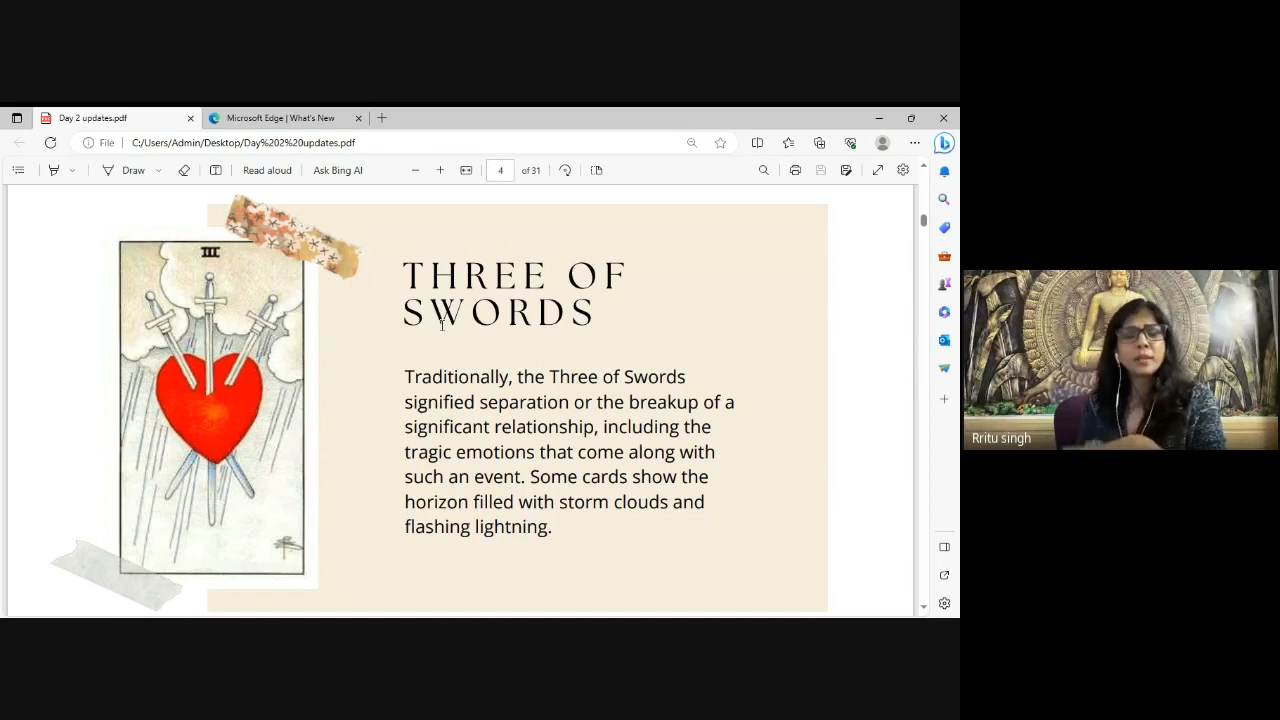 Day 2 updates.pdf
Microsoft Edge | What's New
File
C:/Users/Admin/Desktop/Day%202%20updates.pdf
Draw
Read aloud
Ask Bing AI
4
of 31
III
THREE OF
SWORDS
Traditionally, the Three of Swords
signified separation or the breakup of a
significant relationship, including the
tragic emotions that come along with
such an event. Some cards show the
horizon filled with storm clouds and
flashing lightning.
Rritu singh